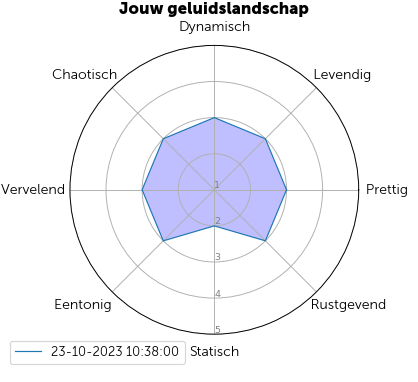 Jouw geluidslandschap
Dynamisch
Chaotisch
Levendig
Vervelend
1
Prettig
2
3
4
Eentonig
Rustgevend
5
23-10-2023 10:38:00
Statisch